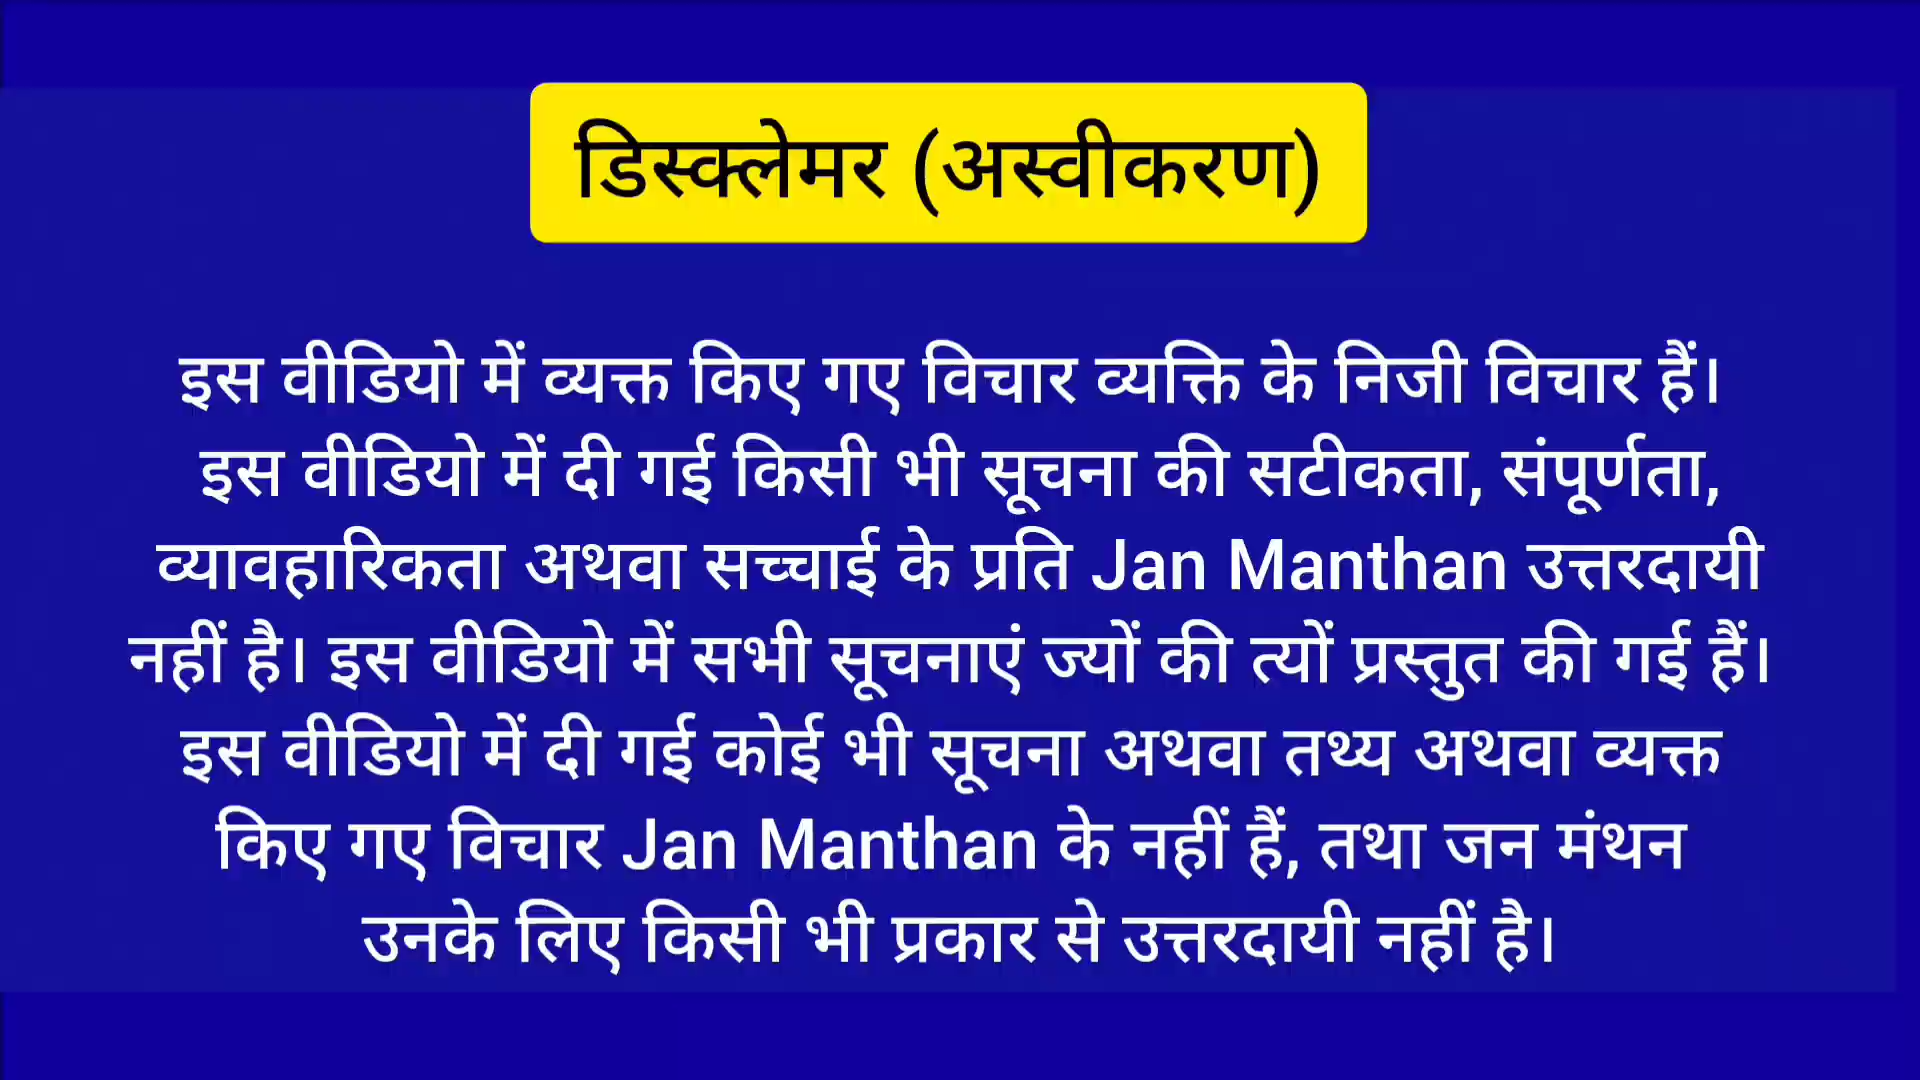 डिस्क्लेमर (अस्वीकरण)
इस वीडियो में व्यक्त किए गए विचार व्यक्ति के निजी विचार हैं।
इस वीडियो में दी गई किसी भी सूचना की सटीकता, संपूर्णता,
व्यावहारिकता अथवा सच्चाई के प्रति Jan Manthan उत्तरदायी
नहीं है। इस वीडियो में सभी सूचनाएं ज्यों की त्यों प्रस्तुत की गई हैं।
इस वीडियो में दी गई कोई भी सूचना अथवा तथ्य अथवा व्यक्त
किए गए विचार Jan Manthan के नहीं हैं, तथा जन मंथन
उनके लिए किसी भी प्रकार से उत्तरदायी नहीं है।